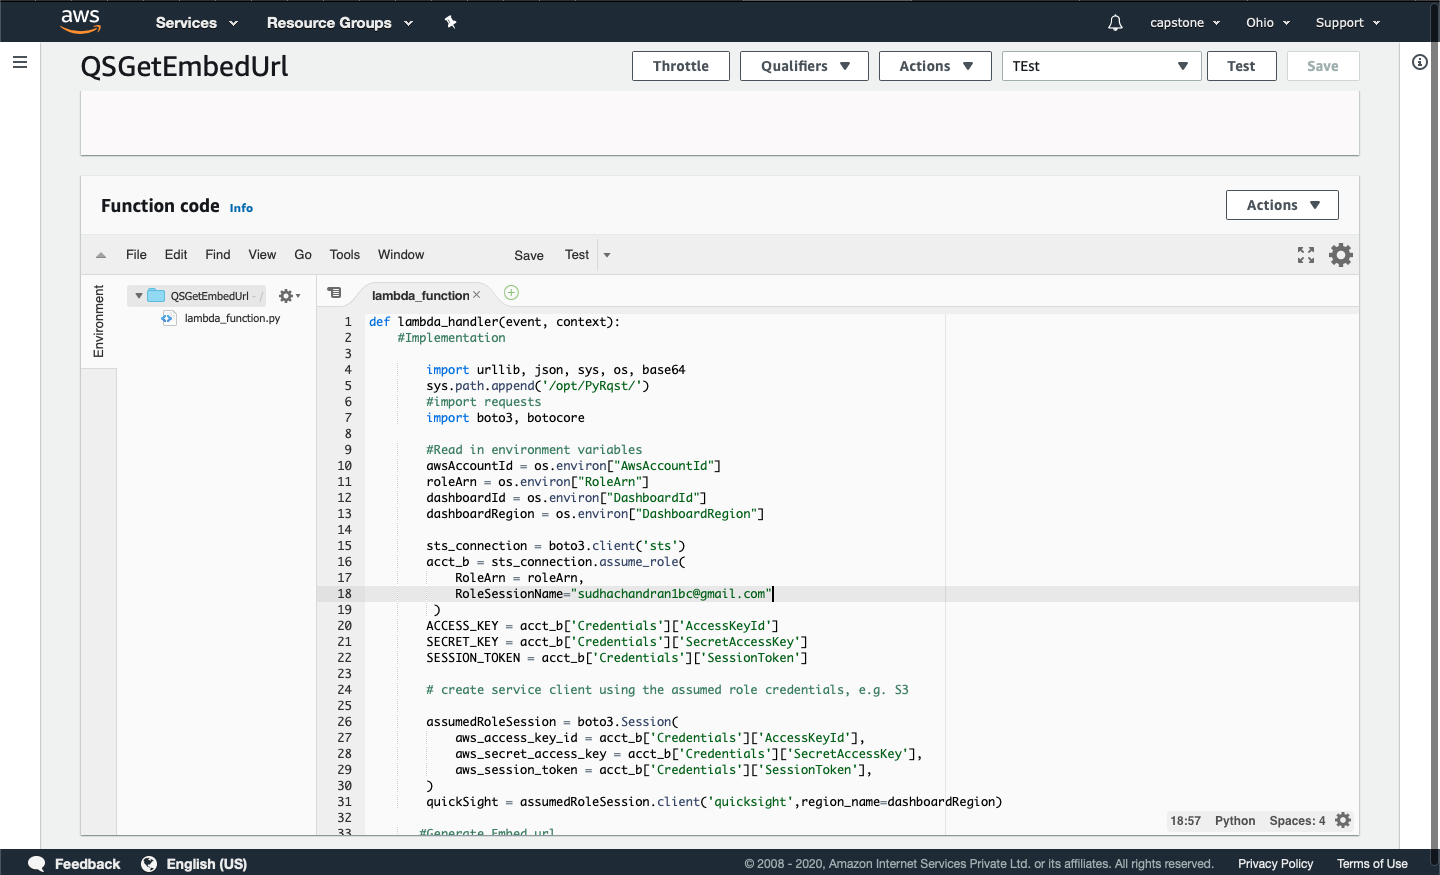 aws Services Resource Groups capstone Ohio Support
QSGetEmbedUrl Throttle Qualifiers Actions TEst Test Save
Function code Info Actions
File Edit Find View Go Tools Window Save Test
Environment
QSGetEmbedUrl - /
lambda_function.py
lambda_function
1 def lambda_handler(event, context):
2 #Implementation
3
4 import urllib, json, sys, os, base64
5 sys.path.append('/opt/PyRqst/')
6 #import requests
7 import boto3, botocore
8
9 #Read in environment variables
10 awsAccountId = os.environ["AwsAccountId"]
11 roleArn = os.environ["RoleArn"]
12 dashboardId = os.environ["DashboardId"]
13 dashboardRegion = os.environ["DashboardRegion"]
14
15 sts_connection = boto3.client('sts')
16 acct_b = sts_connection.assume_role(
17 RoleArn = roleArn,
18 RoleSessionName="sudhachandran1bc@gmail.com"
19 )
20 ACCESS_KEY = acct_b['Credentials']['AccessKeyId']
21 SECRET_KEY = acct_b['Credentials']['SecretAccessKey']
22 SESSION_TOKEN = acct_b['Credentials']['SessionToken']
23
24 # create service client using the assumed role credentials, e.g. S3
25
26 assumedRoleSession = boto3.Session(
27 aws_access_key_id = acct_b['Credentials']['AccessKeyId'],
28 aws_secret_access_key = acct_b['Credentials']['SecretAccessKey'],
29 aws_session_token = acct_b['Credentials']['SessionToken'],
30 )
31 quickSight = assumedRoleSession.client('quicksight',region_name=dashboardRegion)
32
33 #Generate Embed url
18:57 Python Spaces: 4
Feedback English (US) © 2008 - 2020, Amazon Internet Services Private Ltd. or its affiliates. All rights reserved. Privacy Policy Terms of Use